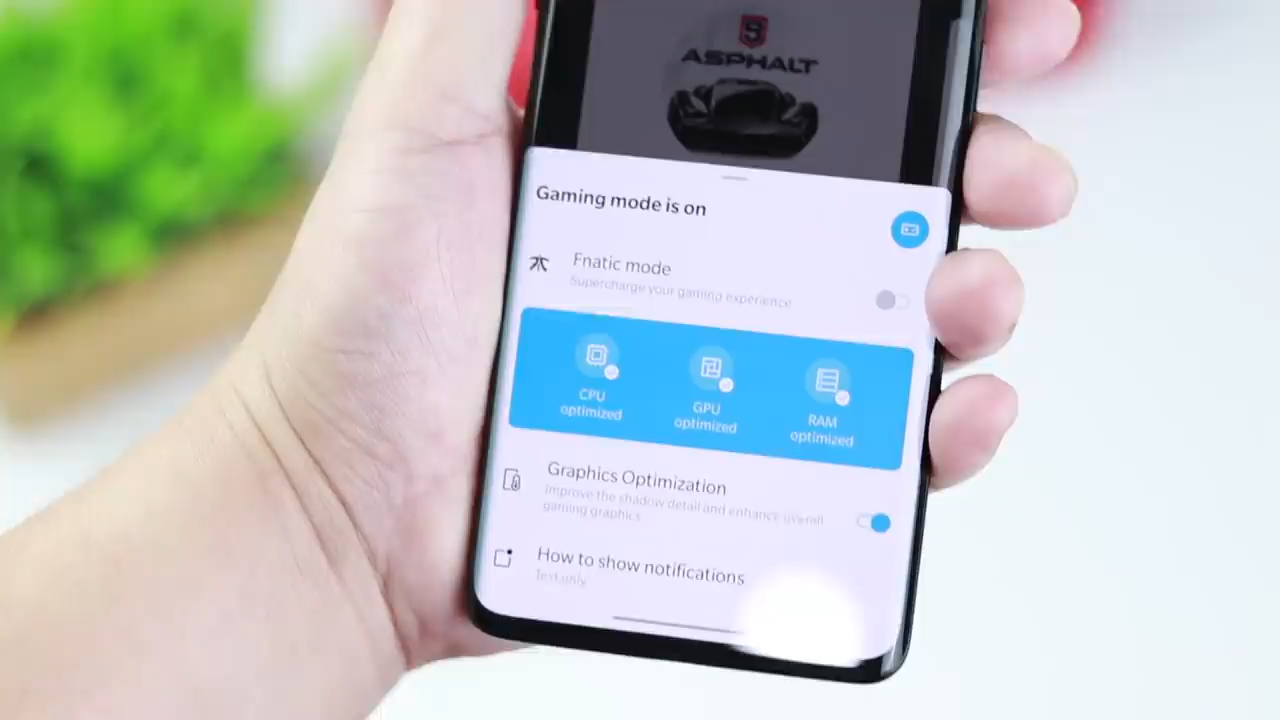 ASPHALT
Gaming mode is on
Fnatic mode
Supercharge your gaming experience
CPU
optimized
GPU
optimized
RAM
optimized
Graphics Optimization
Improve the shadow detail and enhance overall
gaming graphics
How to show notifications
Text only